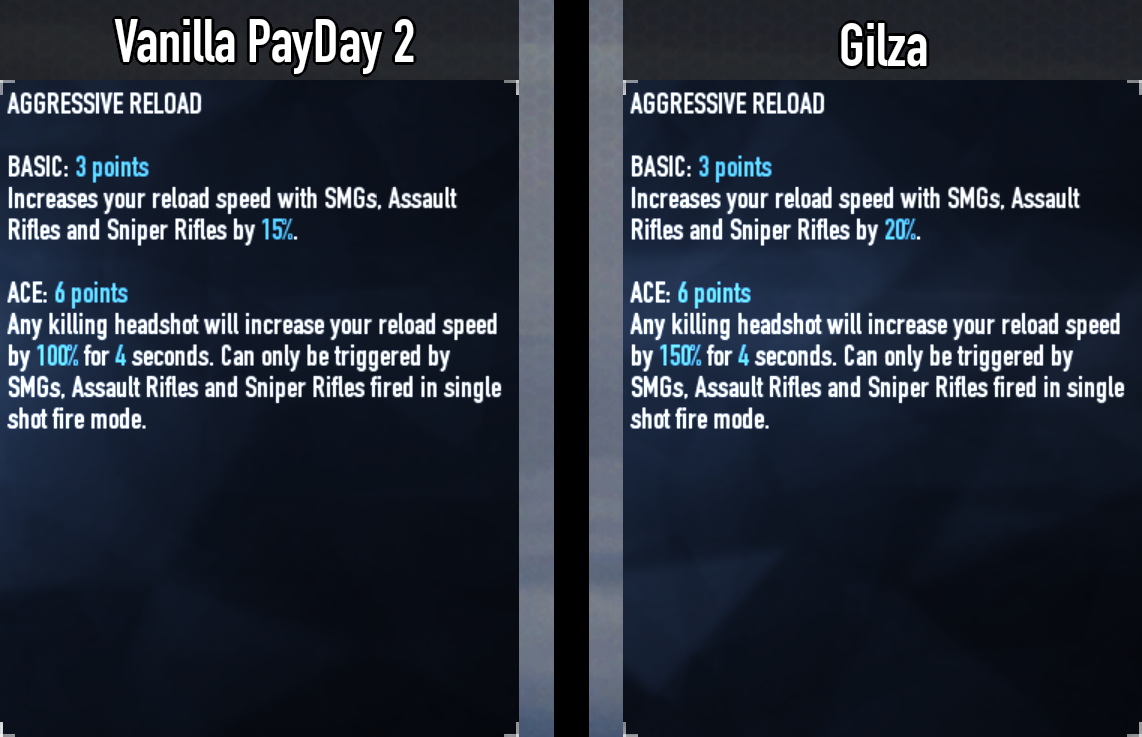 Vanilla PayDay 2
AGGRESSIVE RELOAD
BASIC: 3 points
Increases your reload speed with SMGs, Assault
Rifles and Sniper Rifles by 15%.
ACE: 6 points
Any killing headshot will increase your reload speed
by 100% for 4 seconds. Can only be triggered by
SMGs, Assault Rifles and Sniper Rifles fired in single
shot fire mode.
Gilza
AGGRESSIVE RELOAD
BASIC: 3 points
Increases your reload speed with SMGs, Assault
Rifles and Sniper Rifles by 20%.
ACE: 6 points
Any killing headshot will increase your reload speed
by 150% for 4 seconds. Can only be triggered by
SMGs, Assault Rifles and Sniper Rifles fired in single
shot fire mode.